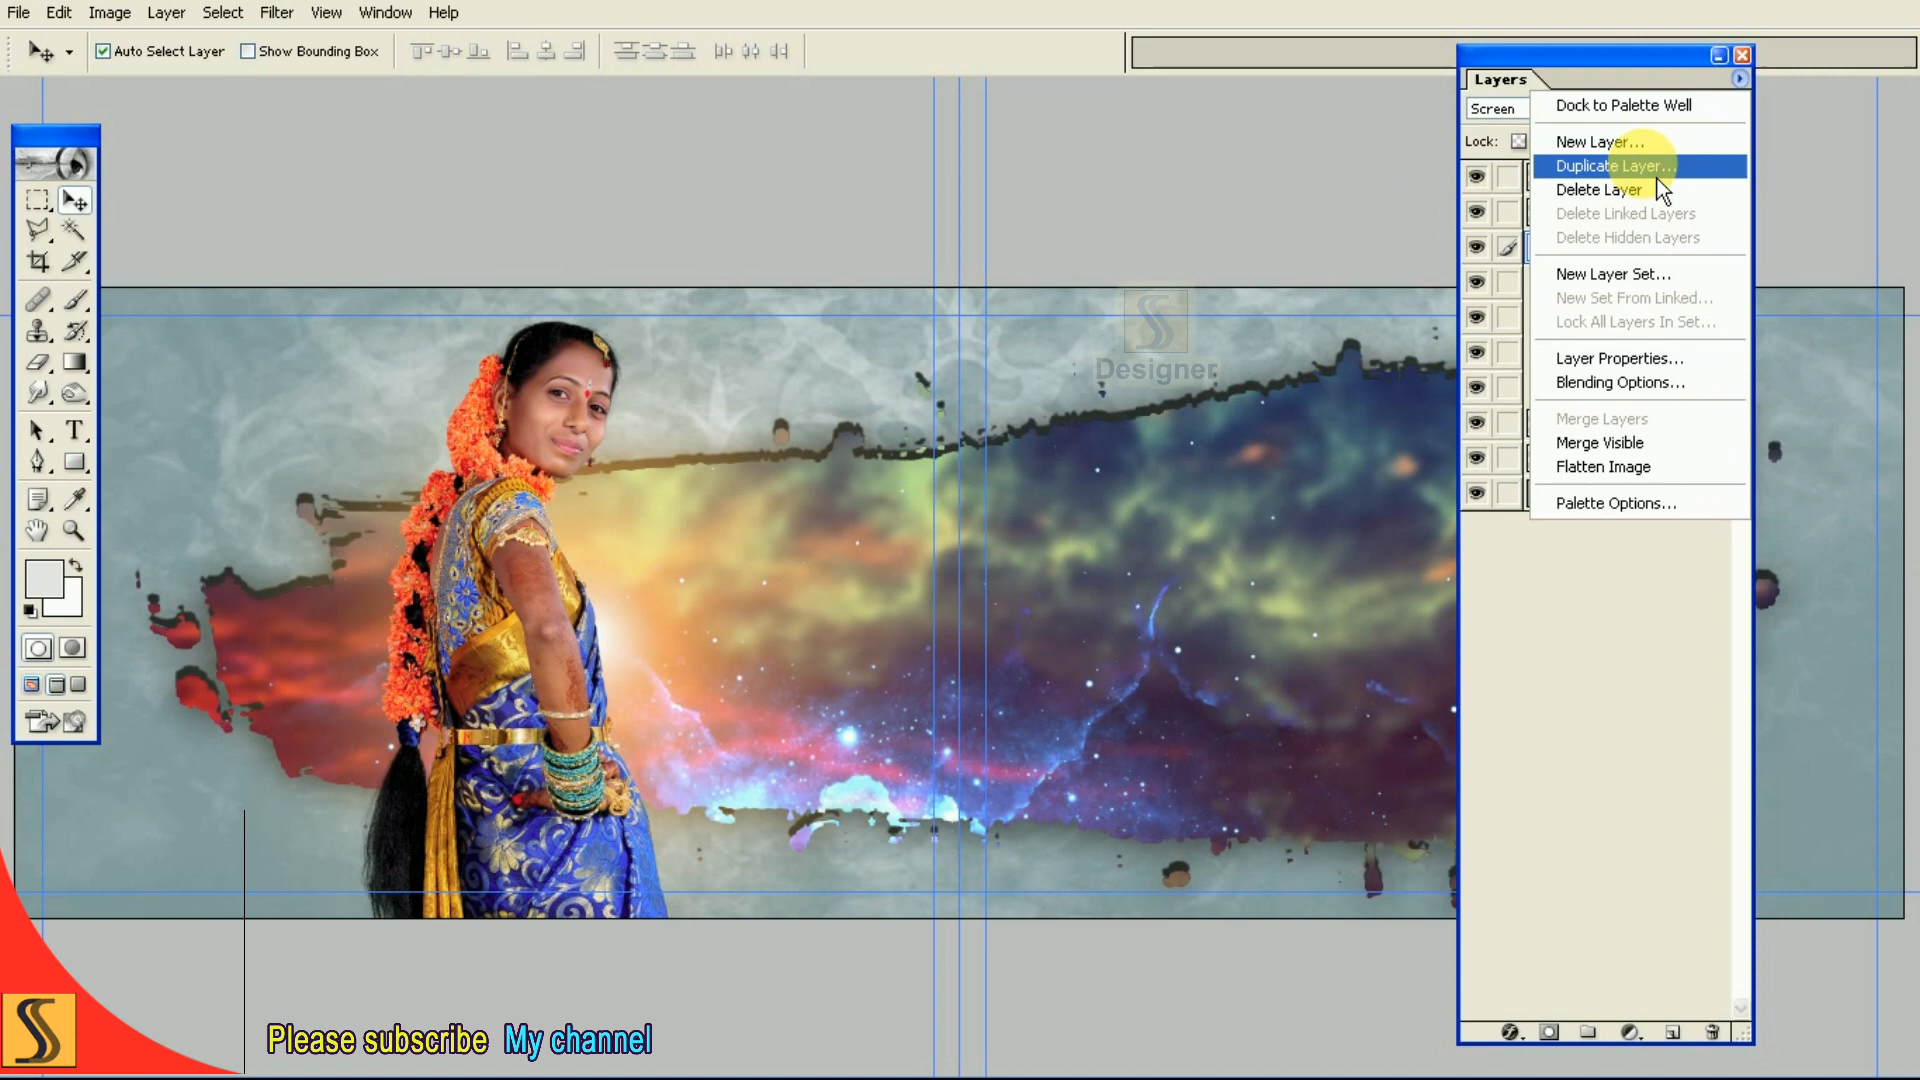 File Edit Image Layer Select Filter View Window Help
Auto Select Layer Show Bounding Box
Layers
Screen
Lock:
Dock to Palette Well
New Layer...
Duplicate Layer...
Delete Layer
Delete Linked Layers
Delete Hidden Layers
New Layer Set...
New Set From Linked...
Lock All Layers In Set...
Layer Properties...
Blending Options...
Merge Layers
Merge Visible
Flatten Image
Palette Options...
Designer
Please subscribe My channel